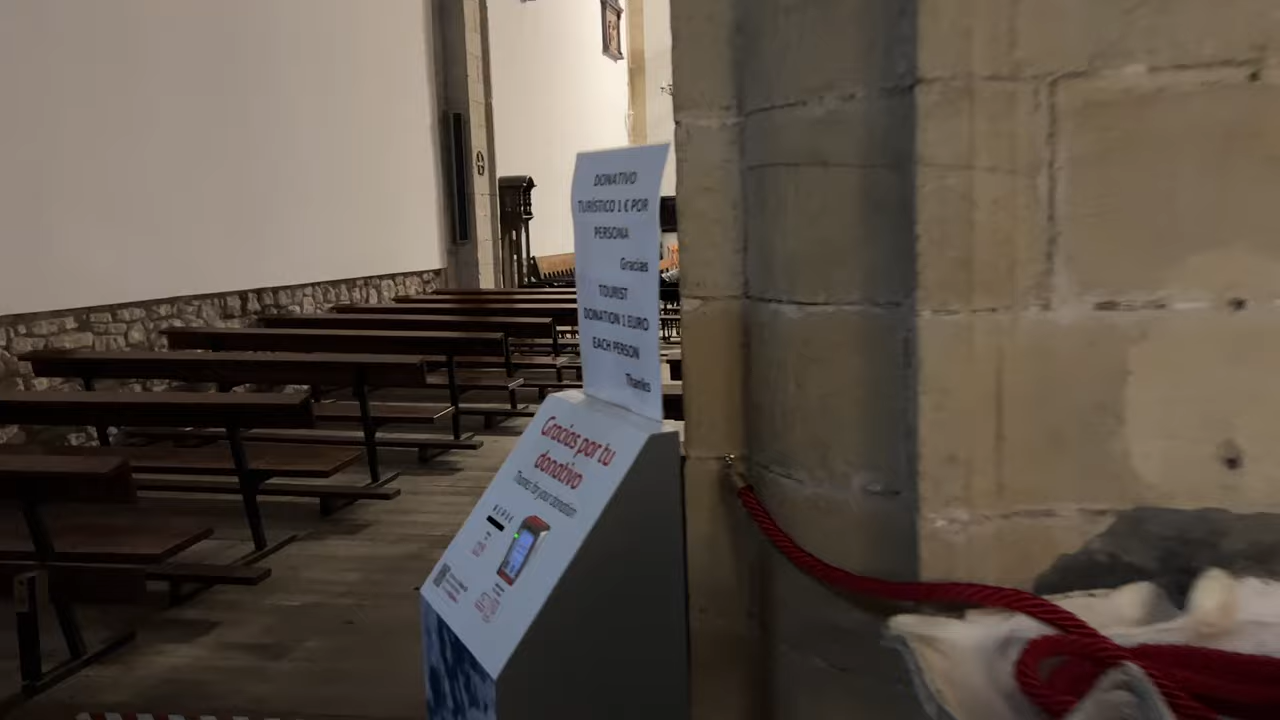 DONATIVO
TURÍSTICO 1 € POR
PERSONA
Gracias
TOURIST
DONATION 1 EURO
EACH PERSON
Thanks
Gracias por tu
donativo
Thanks for your donation